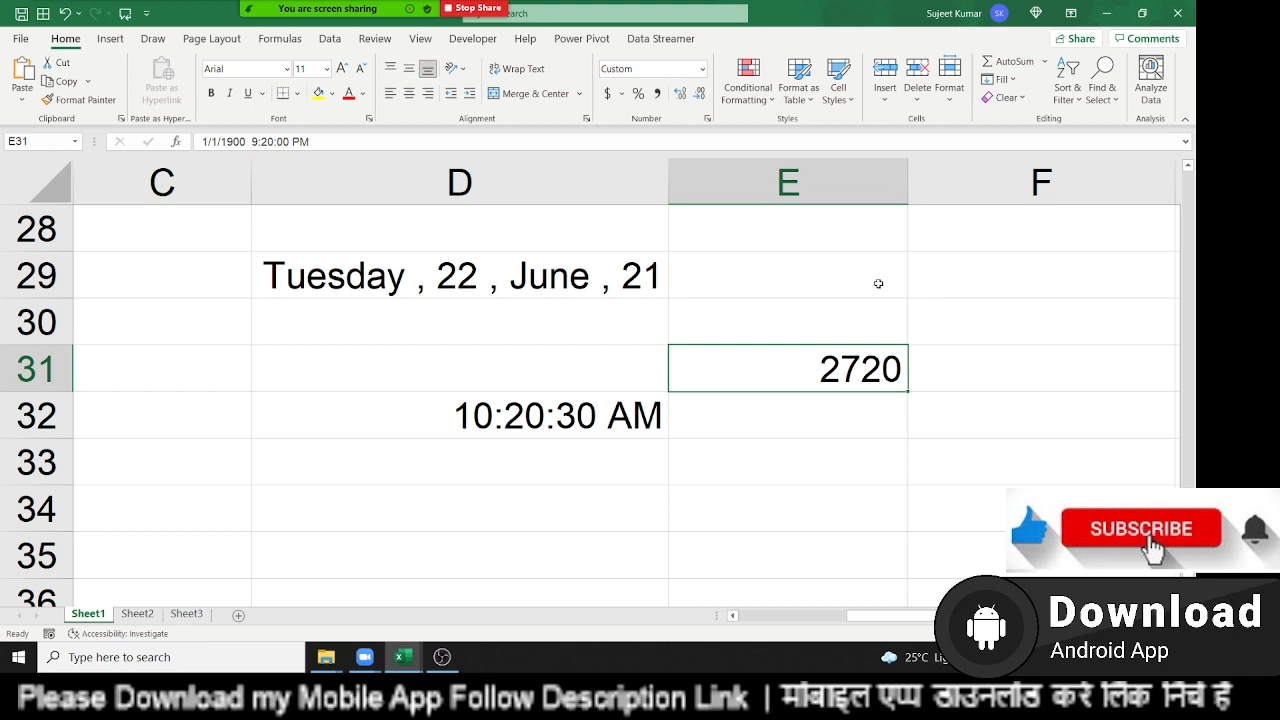 You are screen sharing
Stop Share
Search
Sujeet Kumar
SK
File Home Insert Draw Page Layout Formulas Data Review View Developer Help Power Pivot Data Streamer
Share Comments
Paste
Cut
Copy
Format Painter
Paste as Hyperlink
Arial 11
B I U
Wrap Text
Merge & Center
Custom
$ % 9
Conditional Formatting
Format as Table
Cell Styles
Insert Delete Format
AutoSum
Fill
Clear
Sort & Filter
Find & Select
Analyze Data
Clipboard Paste as Hyper... Font Alignment Number Styles Cells Editing Analysis
E31
fx
1/1/1900 9:20:00 PM
C D E F
28
29 Tuesday , 22 , June , 21
30
31 2720
32 10:20:30 AM
33
34
35
36
SUBSCRIBE
Sheet1 Sheet2 Sheet3
Ready Accessibility: Investigate
Download
Android App
Type here to search
25°C
Please Download my Mobile App Follow Description Link | मोबाइल एप्प डाउनलोड करे लिंक निचे है